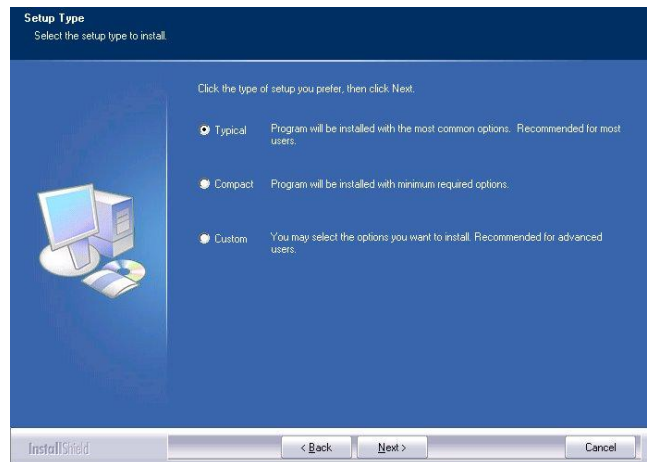 Setup Type
Select the setup type to install.
Click the type of setup you prefer, then click Next.
Typical
Program will be installed with the most common options. Recommended for most
users.
Compact
Program will be installed with minimum required options.
Custom
You may select the options you want to install. Recommended for advanced
users.
InstallShield
< Back
Next >
Cancel